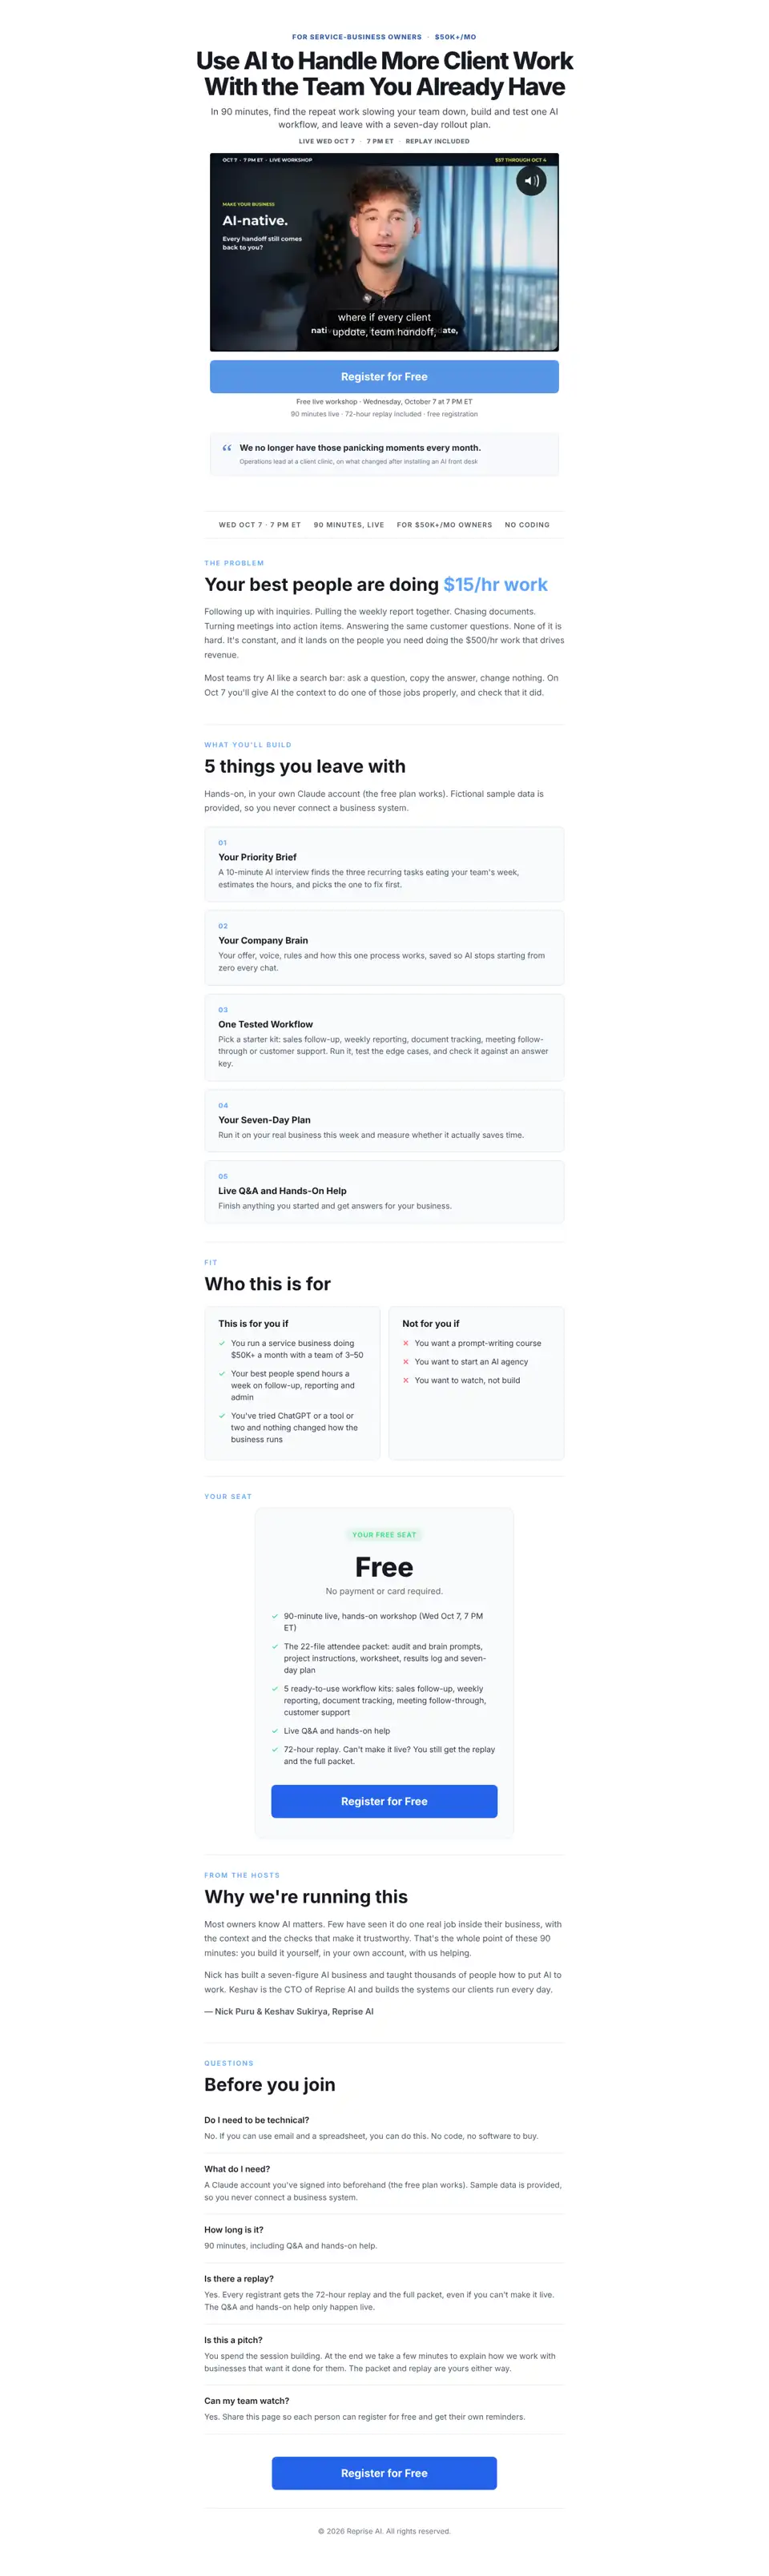 FOR SERVICE-BUSINESS OWNERS · $50K+/MO
Use AI to Handle More Client Work
With the Team You Already Have
In 90 minutes, find the repeat work slowing your team down, build and test one AI
workflow, and leave with a seven-day rollout plan.
LIVE WED OCT 7 · 7 PM ET · REPLAY INCLUDED
OCT 7 · 7 PM ET · LIVE WORKSHOP
$37 THROUGH OCT 4
MAKE YOUR BUSINESS
AI-native.
Every handoff still comes
back to you?
where if every client
update, team handoff,
Register for Free
Free live workshop · Wednesday, October 7 at 7 PM ET
90 minutes live · 72-hour replay included · free registration
“ We no longer have those panicking moments every month.
Operations lead at a client clinic, on what changed after installing an AI front desk
WED OCT 7 · 7 PM ET 90 MINUTES, LIVE FOR $50K+/MO OWNERS NO CODING
THE PROBLEM
Your best people are doing $15/hr work
Following up with inquiries. Pulling the weekly report together. Chasing documents.
Turning meetings into action items. Answering the same customer questions. None of it is
hard. It's constant, and it lands on the people you need doing the $500/hr work that drives
revenue.
Most teams try AI like a search bar: ask a question, copy the answer, change nothing. On
Oct 7 you'll give AI the context to do one of those jobs properly, and check that it did.
WHAT YOU'LL BUILD
5 things you leave with
Hands-on, in your own Claude account (the free plan works). Fictional sample data is
provided, so you never connect a business system.
01
Your Priority Brief
A 10-minute AI interview finds the three recurring tasks eating your team's week,
estimates the hours, and picks the one to fix first.
02
Your Company Brain
Your offer, voice, rules and how this one process works, saved so AI stops starting from
zero every chat.
03
One Tested Workflow
Pick a starter kit: sales follow-up, weekly reporting, document tracking, meeting follow-
through or customer support. Run it, test the edge cases, and check it against an answer
key.
04
Your Seven-Day Plan
Run it on your real business this week and measure whether it actually saves time.
05
Live Q&A and Hands-On Help
Finish anything you started and get answers for your business.
FIT
Who this is for
This is for you if
✓ You run a service business doing
$50K+ a month with a team of 3–50
✓ Your best people spend hours a
week on follow-up, reporting and
admin
✓ You've tried ChatGPT or a tool or
two and nothing changed how the
business runs
Not for you if
✕ You want a prompt-writing course
✕ You want to start an AI agency
✕ You want to watch, not build
YOUR SEAT
YOUR FREE SEAT
Free
No payment or card required.
✓ 90-minute live, hands-on workshop (Wed Oct 7, 7 PM
ET)
✓ The 22-file attendee packet: audit and brain prompts,
project instructions, worksheet, results log and seven-
day plan
✓ 5 ready-to-use workflow kits: sales follow-up, weekly
reporting, document tracking, meeting follow-through,
customer support
✓ Live Q&A and hands-on help
✓ 72-hour replay. Can't make it live? You still get the replay
and the full packet.
Register for Free
FROM THE HOSTS
Why we're running this
Most owners know AI matters. Few have seen it do one real job inside their business, with
the context and the checks that make it trustworthy. That's the whole point of these 90
minutes: you build it yourself, in your own account, with us helping.
Nick has built a seven-figure AI business and taught thousands of people how to put AI to
work. Keshav is the CTO of Reprise AI and builds the systems our clients run every day.
— Nick Puru & Keshav Sukirya, Reprise AI
QUESTIONS
Before you join
Do I need to be technical?
No. If you can use email and a spreadsheet, you can do this. No code, no software to buy.
What do I need?
A Claude account you've signed into beforehand (the free plan works). Sample data is provided,
so you never connect a business system.
How long is it?
90 minutes, including Q&A and hands-on help.
Is there a replay?
Yes. Every registrant gets the 72-hour replay and the full packet, even if you can't make it live.
The Q&A and hands-on help only happen live.
Is this a pitch?
You spend the session building. At the end we take a few minutes to explain how we work with
businesses that want it done for them. The packet and replay are yours either way.
Can my team watch?
Yes. Share this page so each person can register for free and get their own reminders.
Register for Free
© 2026 Reprise AI. All rights reserved.